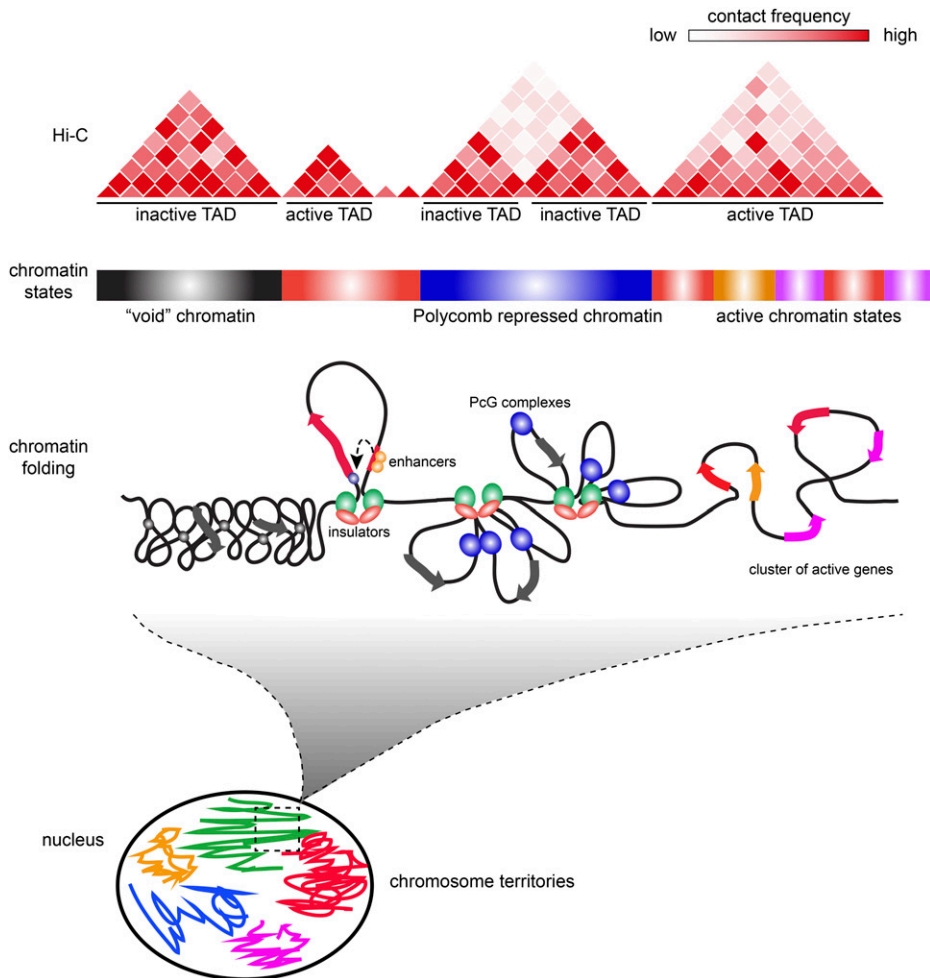 contact frequency
low high
Hi-C
inactive TAD active TAD inactive TAD inactive TAD active TAD
chromatin
states
“void” chromatin Polycomb repressed chromatin active chromatin states
PcG complexes
chromatin
folding
enhancers
insulators
cluster of active genes
nucleus
chromosome territories